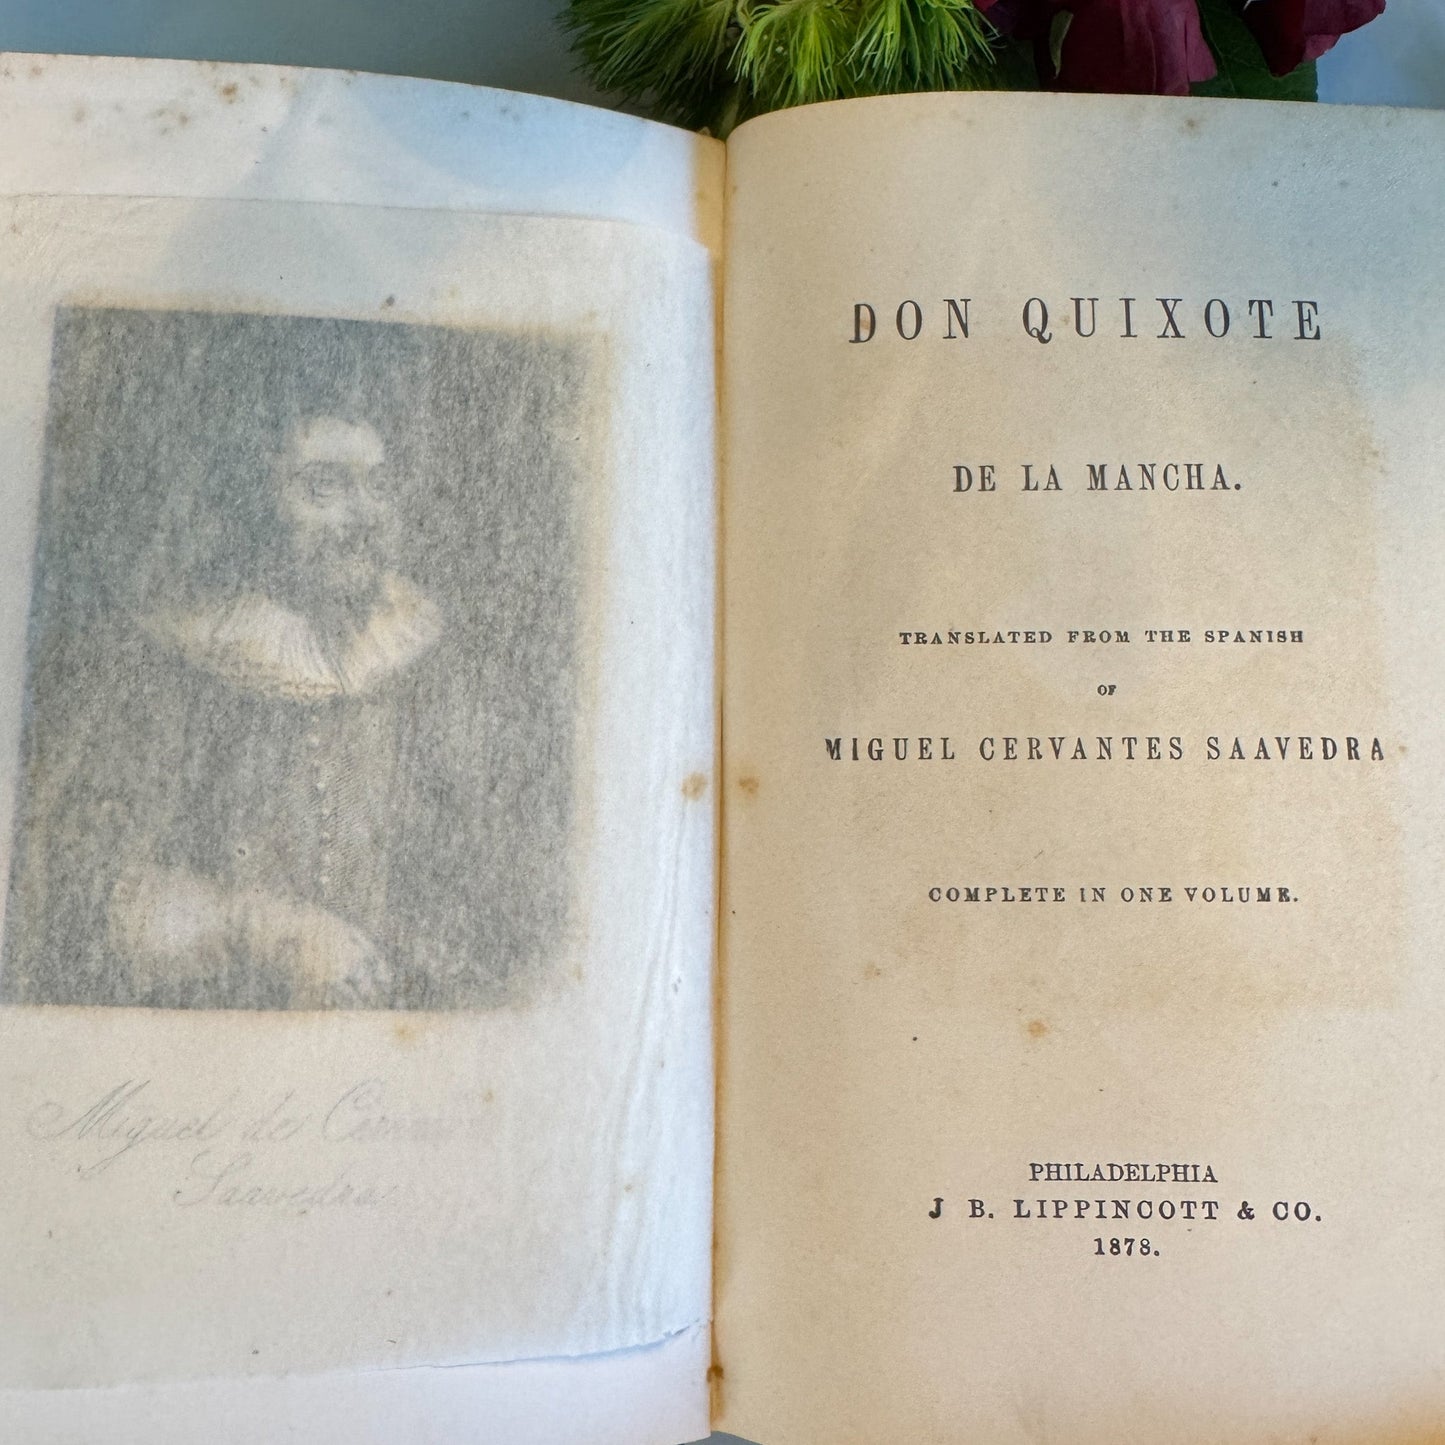 Miguel de
Saavedra
DON QUIXOTE
DE LA MANCHA.
TRANSLATED FROM THE SPANISH
OF
MIGUEL CERVANTES SAAVEDRA
COMPLETE IN ONE VOLUME.
PHILADELPHIA
J B. LIPPINCOTT & CO.
1878.